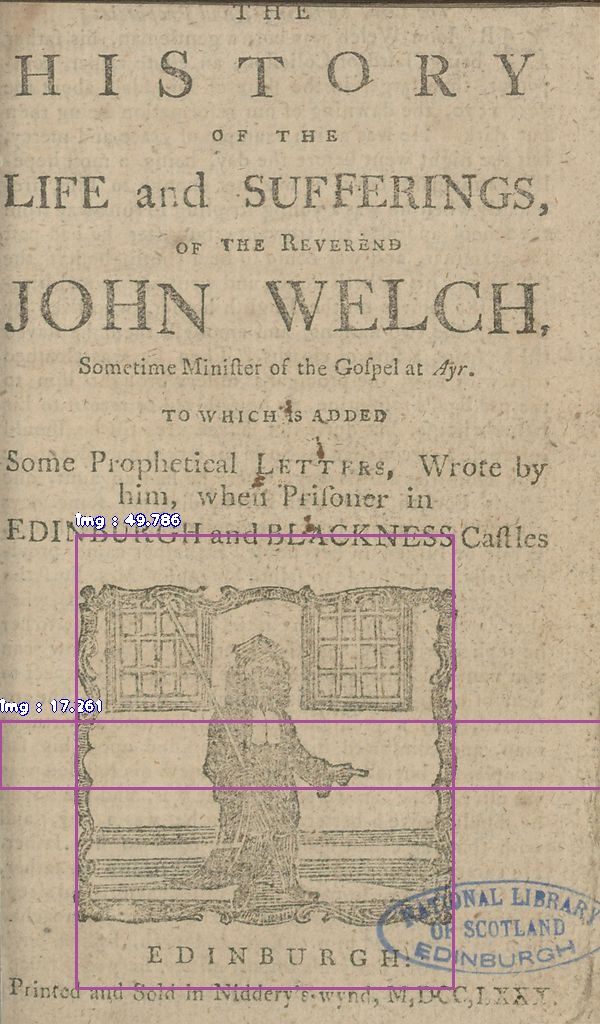 THE
HISTORY
OF THE
LIFE and SUFFERINGS,
OF THE REVEREND
JOHN WELCH,
Sometime Miniſter of the Goſpel at Ayr.
TO WHICH IS ADDED
Some Prophetical LETTERS, Wrote by
him, when Priſoner in
EDINBURGH and BLACKNESS Caſtles
img : 49.786
img : 17.261
NATIONAL LIBRARY
OF SCOTLAND
EDINBURGH
EDINBURGH:
Printed and Sold in Niddery's-wynd, M,DCC,LXXX.